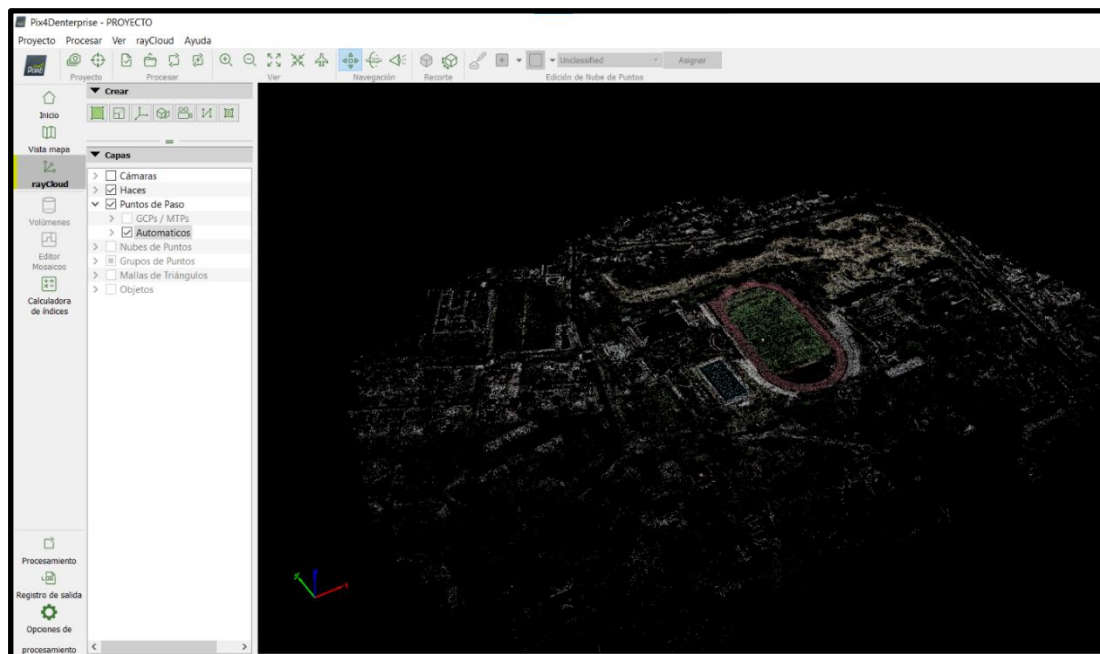 Pix4Denterprise - PROYECTO
Proyecto Procesar Ver rayCloud Ayuda
Unclassified Asignar
Proyecto Procesar Ver Navegación Recorte Edición de Nube de Puntos
Inicio
Vista mapa
rayCloud
Volúmenes
Editor
Mosaicos
Calculadora
de índices
Procesamiento
Registro de salida
Opciones de
procesamiento
Crear
Capas
Cámaras
Haces
Puntos de Paso
GCPs / MTPs
Automaticos
Nubes de Puntos
Grupos de Puntos
Mallas de Triángulos
Objetos